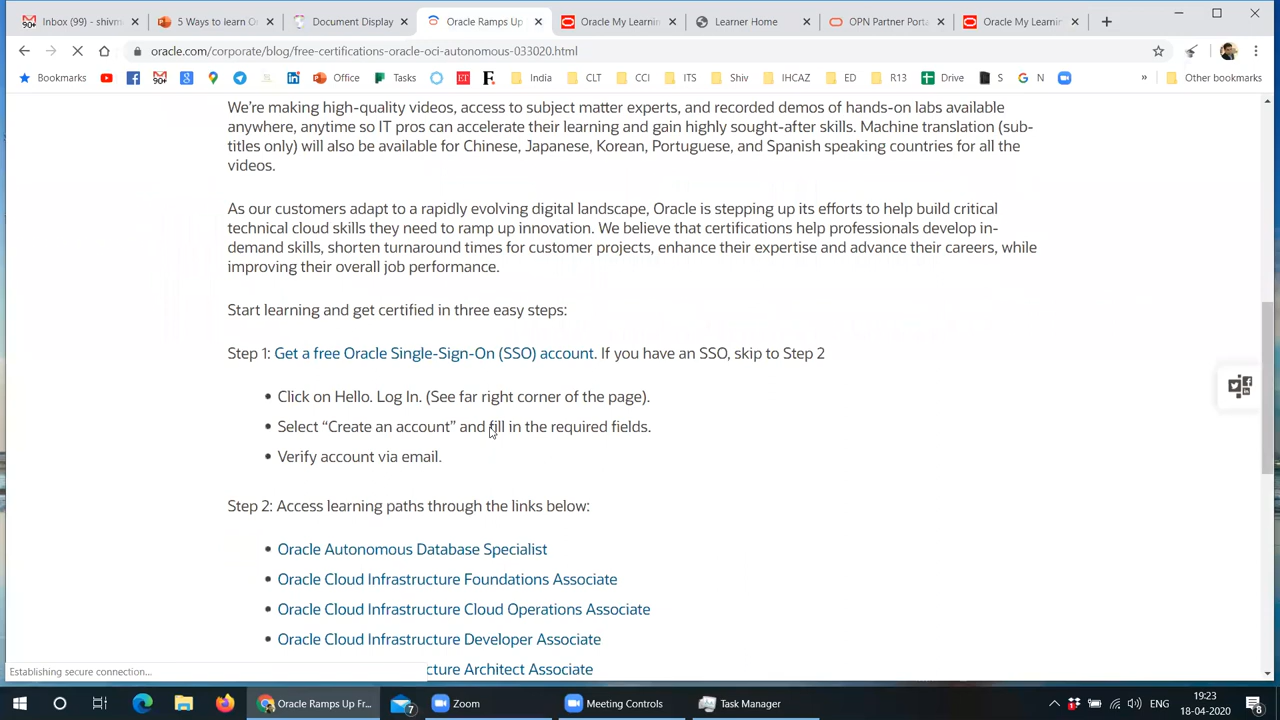 Inbox (99) - shivm
5 Ways to learn O
Document Display
Oracle Ramps Up
Oracle My Learnin
Learner Home
OPN Partner Porta
Oracle My Learnin
oracle.com/corporate/blog/free-certifications-oracle-oci-autonomous-033020.html
Bookmarks
Office
Tasks
India
CLT
CCI
ITS
Shiv
IHCAZ
ED
R13
Drive
S
N
»
Other bookmarks
We're making high-quality videos, access to subject matter experts, and recorded demos of hands-on labs available
anywhere, anytime so IT pros can accelerate their learning and gain highly sought-after skills. Machine translation (sub-
titles only) will also be available for Chinese, Japanese, Korean, Portuguese, and Spanish speaking countries for all the
videos.
As our customers adapt to a rapidly evolving digital landscape, Oracle is stepping up its efforts to help build critical
technical cloud skills they need to ramp up innovation. We believe that certifications help professionals develop in-
demand skills, shorten turnaround times for customer projects, enhance their expertise and advance their careers, while
improving their overall job performance.
Start learning and get certified in three easy steps:
Step 1: Get a free Oracle Single-Sign-On (SSO) account. If you have an SSO, skip to Step 2
• Click on Hello. Log In. (See far right corner of the page).
• Select “Create an account” and fill in the required fields.
• Verify account via email.
Step 2: Access learning paths through the links below:
• Oracle Autonomous Database Specialist
• Oracle Cloud Infrastructure Foundations Associate
• Oracle Cloud Infrastructure Cloud Operations Associate
• Oracle Cloud Infrastructure Developer Associate
cture Architect Associate
Establishing secure connection...
Oracle Ramps Up Fr...
7
Zoom
Meeting Controls
Task Manager
ENG
19:23
18-04-2020
8